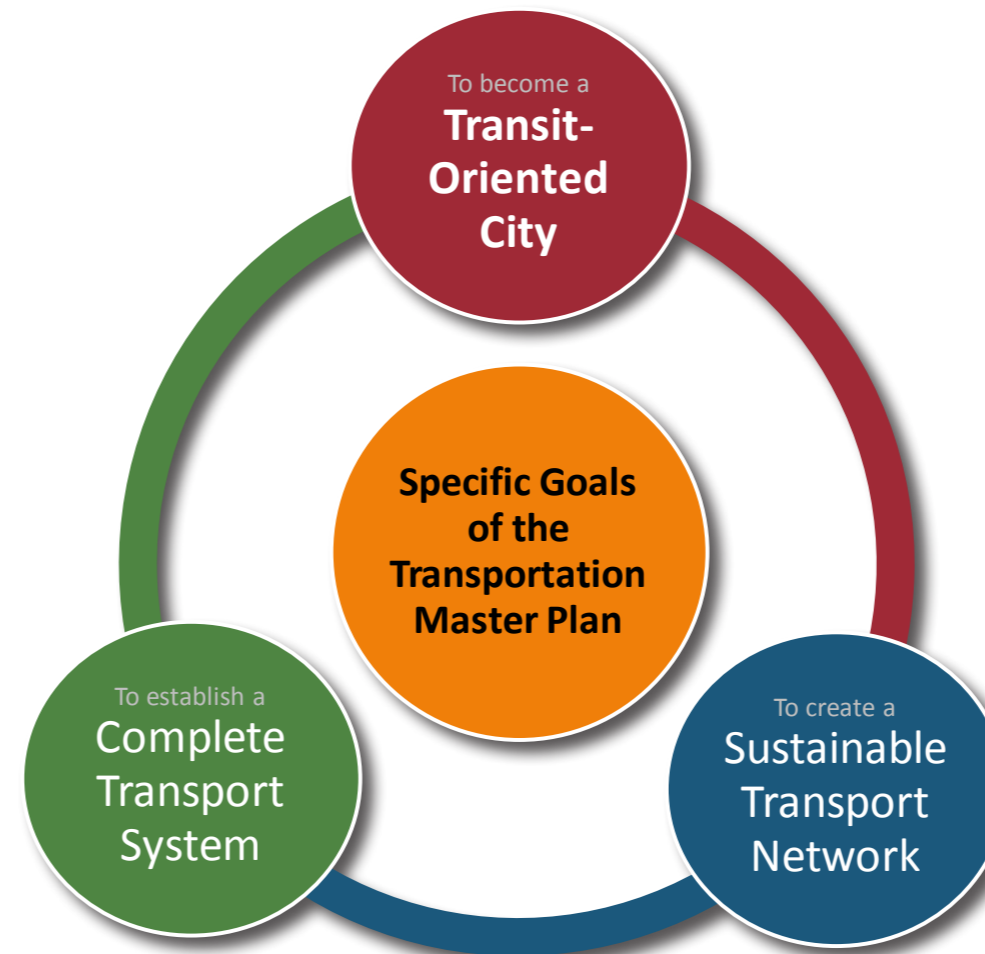 To become a
Transit-
Oriented
City
Specific Goals
of the
Transportation
Master Plan
To establish a
Complete
Transport
System
To create a
Sustainable
Transport
Network